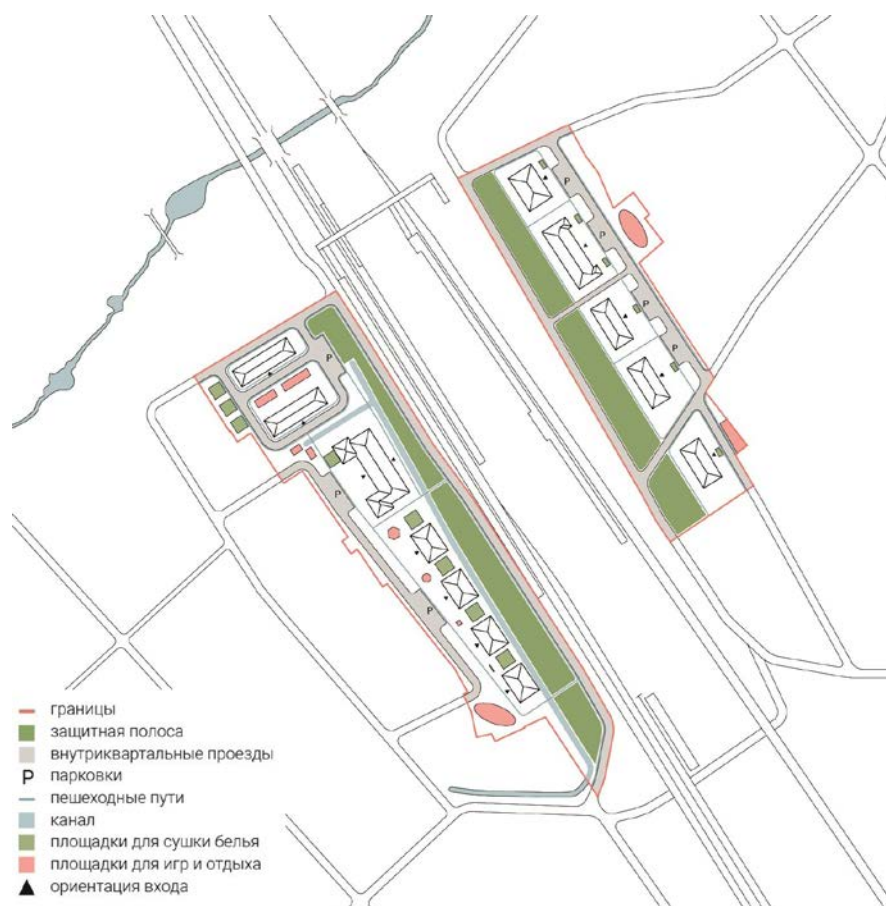 P
P
P
P
P
P
границы
защитная полоса
внутриквартальные проезды
P парковки
пешеходные пути
канал
площадки для сушки белья
площадки для игр и отдыха
ориентация входа